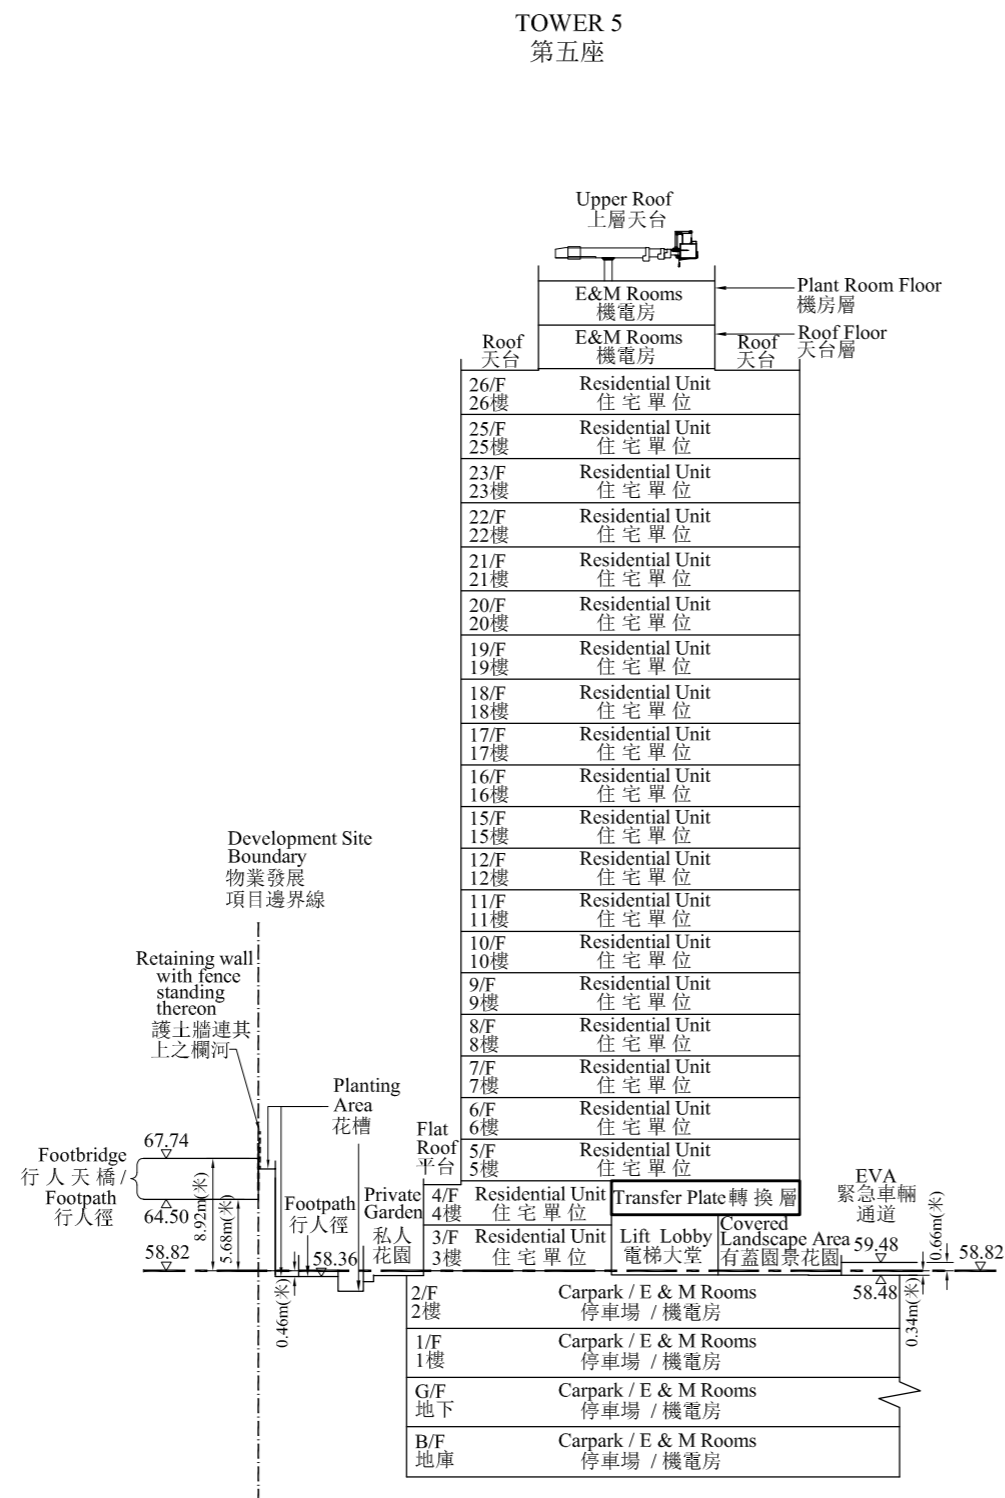 TOWER 5
第五座
Upper Roof
上層天台
E&M Rooms
機電房
Plant Room Floor
機房層
Roof
天台
E&M Rooms
機電房
Roof
天台
Roof Floor
天台層
26/F Residential Unit
26樓 住宅單位
25/F Residential Unit
25樓 住宅單位
23/F Residential Unit
23樓 住宅單位
22/F Residential Unit
22樓 住宅單位
21/F Residential Unit
21樓 住宅單位
20/F Residential Unit
20樓 住宅單位
19/F Residential Unit
19樓 住宅單位
18/F Residential Unit
18樓 住宅單位
17/F Residential Unit
17樓 住宅單位
16/F Residential Unit
16樓 住宅單位
15/F Residential Unit
15樓 住宅單位
12/F Residential Unit
12樓 住宅單位
11/F Residential Unit
11樓 住宅單位
10/F Residential Unit
10樓 住宅單位
9/F Residential Unit
9樓 住宅單位
8/F Residential Unit
8樓 住宅單位
7/F Residential Unit
7樓 住宅單位
6/F Residential Unit
6樓 住宅單位
5/F Residential Unit
5樓 住宅單位
Development Site
Boundary
物業發展
項目邊界線
Retaining wall
with fence
standing
thereon
護土牆連其
上之欄河
Planting
Area
花槽
Flat
Roof
平台
Footbridge
行人天橋/
Footpath
行人徑
67.74
64.50
58.82
8.92m(米)
5.68m(米)
0.46m(米)
Footpath
行人徑
58.36
Private
Garden
私人
花園
4/F Residential Unit
4樓 住宅單位
Transfer Plate 轉換層
3/F Residential Unit
3樓 住宅單位
Lift Lobby
電梯大堂
Covered
Landscape Area
有蓋園景花園
EVA
緊急車輛
通道
59.48
58.48
0.66m(米)
0.34m(米)
58.82
2/F Carpark / E & M Rooms
2樓 停車場 / 機電房
1/F Carpark / E & M Rooms
1樓 停車場 / 機電房
G/F Carpark / E & M Rooms
地下 停車場 / 機電房
B/F Carpark / E & M Rooms
地庫 停車場 / 機電房